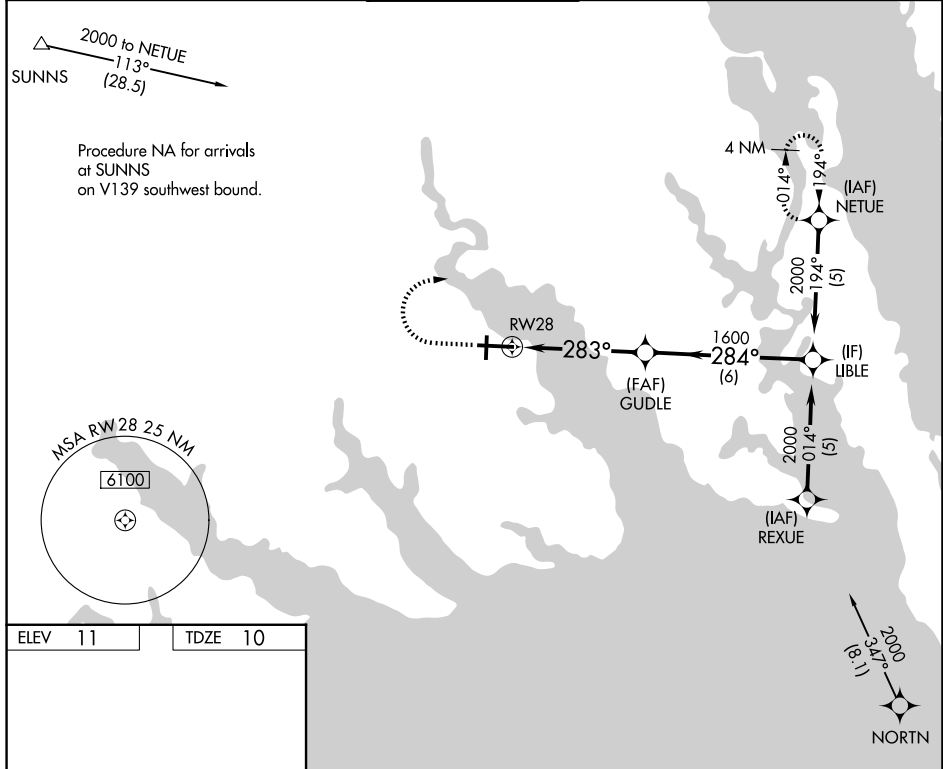 2000 to NETUE
113°
(28.5)
SUNNS
Procedure NA for arrivals
at SUNNS
on V139 southwest bound.
4 NM
014°
194°
(IAF)
NETUE
2000
194°
(5)
RW28
283°
(FAF)
GUDLE
1600
284°
(6)
(IF)
LIBLE
2000
014°
(5)
(IAF)
REXUE
MSA RW 28 25 NM
6100
2000
347°
(8.1)
NORTN
ELEV 11
TDZE 10